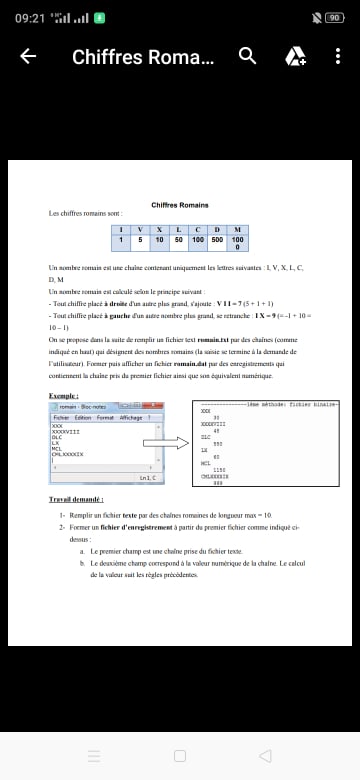 09:21
90
Chiffres Roma...
Chiffres Romains
Les chiffres romains sont :
I V X L C D M
1 5 10 50 100 500 1000
Un nombre romain est une chaîne contenant uniquement les lettres suivantes : I, V, X, L, C,
D, M
Un nombre romain est calculé selon le principe suivant :
- Tout chiffre placé à droite d'un autre plus grand, s'ajoute : V I I = 7 (5 + 1 + 1)
- Tout chiffre placé à gauche d'un autre nombre plus grand, se retranche : I X = 9 (= -1 + 10 =
10 – 1)
On se propose dans la suite de remplir un fichier text romain.txt par des chaînes (comme
indiqué en haut) qui désignent des nombres romains (la saisie se termine à la demande de
l'utilisateur). Former puis afficher un fichier romain.dat par des enregistrements qui
contiennent la chaîne pris du premier fichier ainsi que son équivalent numérique.
Exemple :
romain - Bloc-notes
Fichier Edition Format Affichage ?
XXX
XXXXVIII
DLC
LX
MCL
CMLXXXXIX
Ln 1, C
2ème méthode: fichier binaire
XXX
30
XXXXVIII
48
DLC
550
LX
60
MCL
1150
CMLXXXXIX
999
Travail demandé :
1- Remplir un fichier texte par des chaînes romaines de longueur max = 10.
2- Former un fichier d'enregistrement à partir du premier fichier comme indiqué ci-
dessus :
a. Le premier champ est une chaîne prise du fichier texte.
b. Le deuxième champ correspond à la valeur numérique de la chaîne. Le calcul
de la valeur suit les règles précédentes.